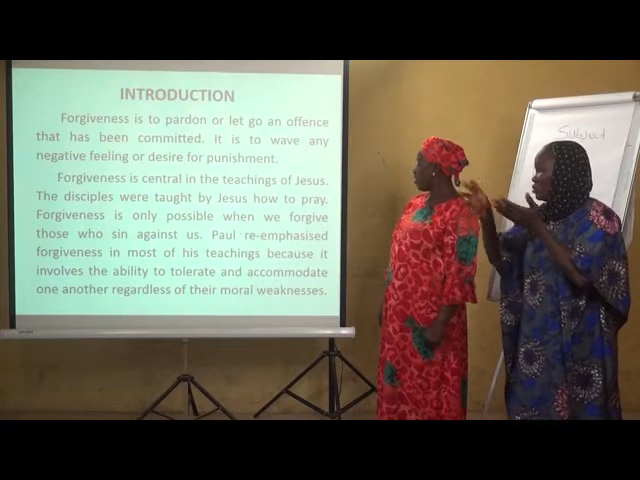 INTRODUCTION
Forgiveness is to pardon or let go an offence
that has been committed. It is to wave any
negative feeling or desire for punishment.
Forgiveness is central in the teachings of Jesus.
The disciples were taught by Jesus how to pray.
Forgiveness is only possible when we forgive
those who sin against us. Paul re-emphasised
forgiveness in most of his teachings because it
involves the ability to tolerate and accommodate
one another regardless of their moral weaknesses.
Subject